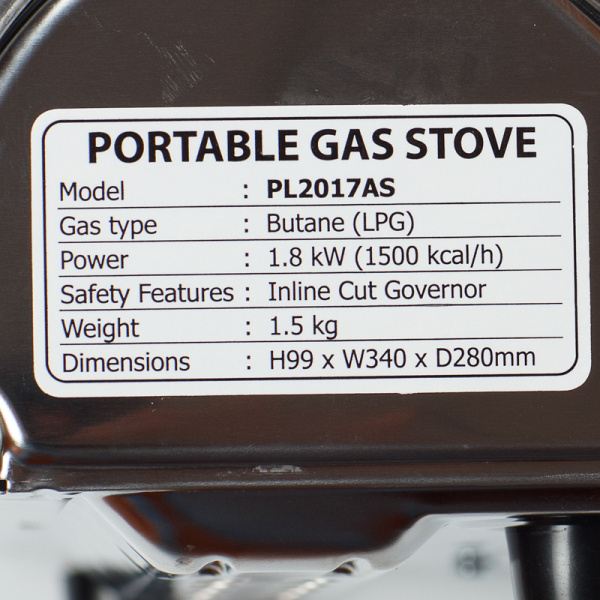 PORTABLE GAS STOVE
Model : PL2017AS
Gas type : Butane (LPG)
Power : 1.8 kW (1500 kcal/h)
Safety Features : Inline Cut Governor
Weight : 1.5 kg
Dimensions : H99 x W340 x D280mm